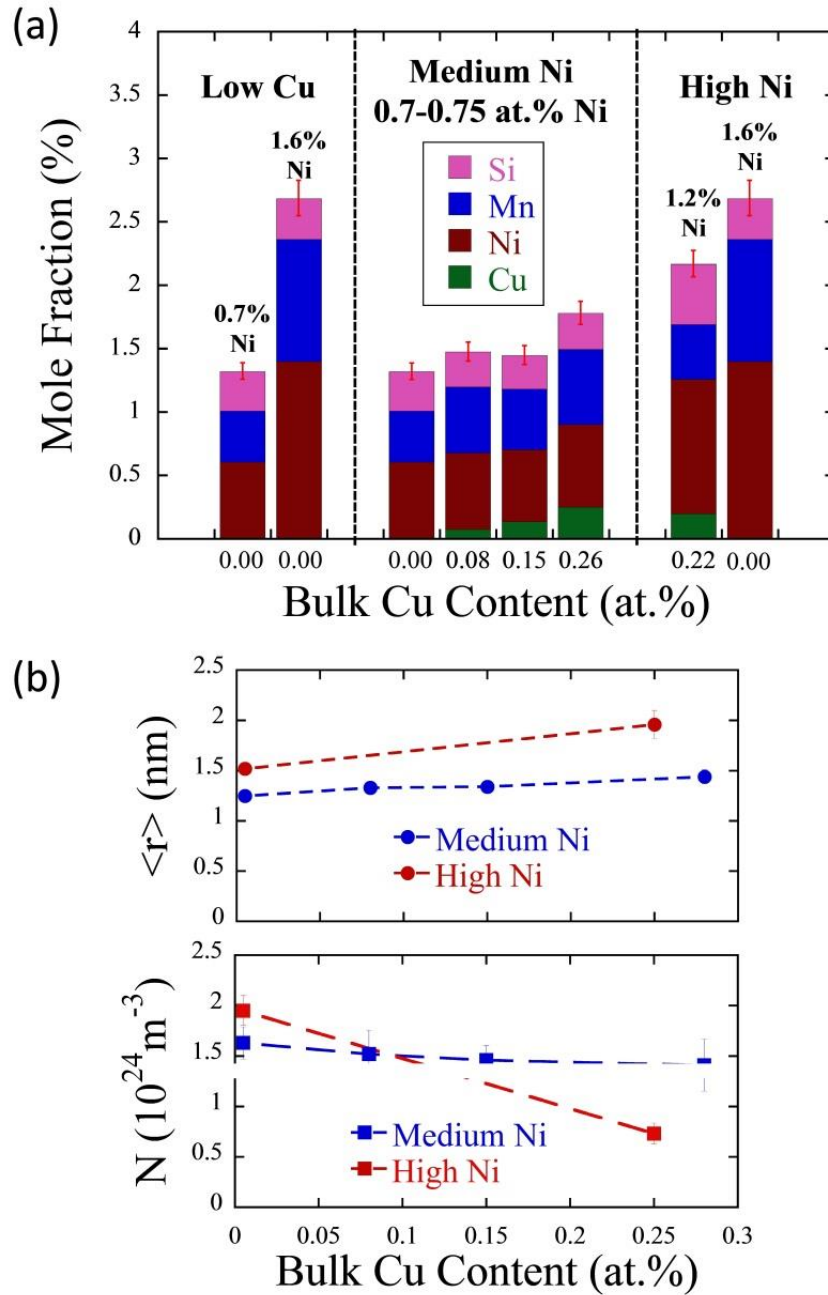 (a)
Mole Fraction (%)
4
3.5
3
2.5
2
1.5
1
0.5
0
Low Cu
Medium Ni
0.7-0.75 at.% Ni
High Ni
1.6%
Ni
0.7%
Ni
1.2%
Ni
1.6%
Ni
Si
Mn
Ni
Cu
0.00 0.00 0.00 0.08 0.15 0.26 0.22 0.00
Bulk Cu Content (at.%)
(b)
<r> (nm)
2.5
2
1.5
1
0.5
0
Medium Ni
High Ni
N (10²⁴m⁻³)
2.5
2
1.5
1
0.5
0
Medium Ni
High Ni
0 0.05 0.1 0.15 0.2 0.25 0.3
Bulk Cu Content (at.%)